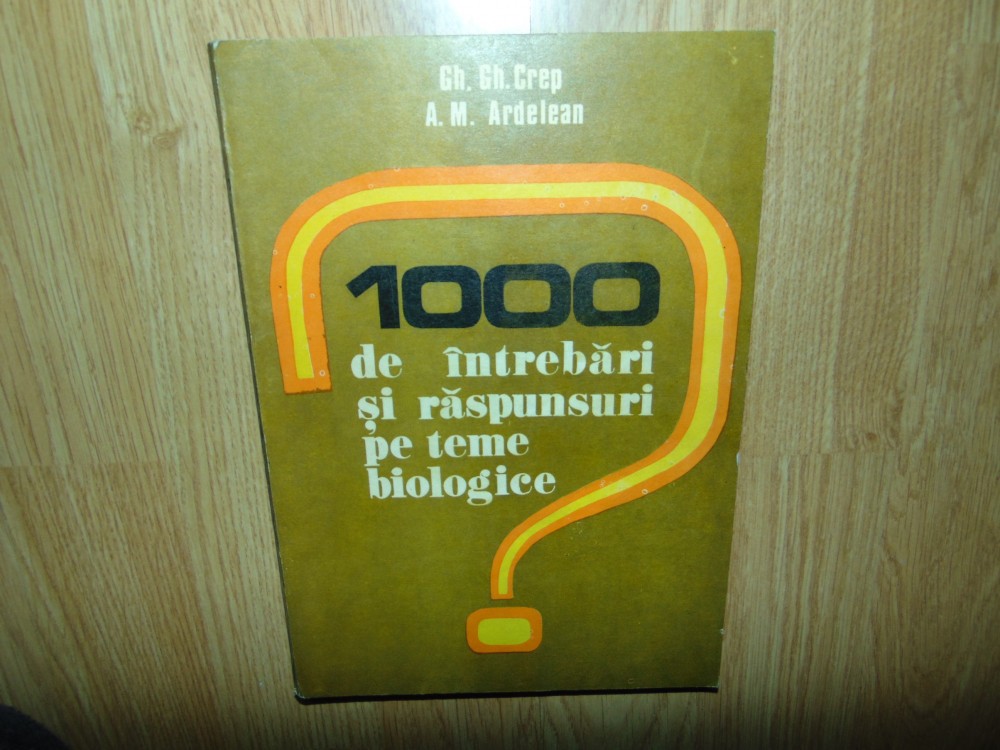 Gh. Gh. Crep
A. M. Ardelean
1000
de întrebări
și răspunsuri
pe teme
biologice